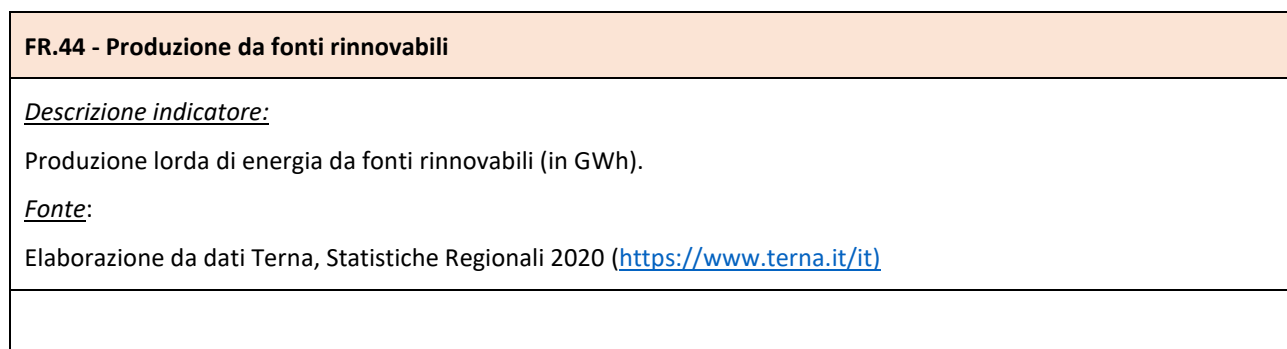 FR.44 - Produzione da fonti rinnovabili
Descrizione indicatore:
Produzione lorda di energia da fonti rinnovabili (in GWh).
Fonte:
Elaborazione da dati Terna, Statistiche Regionali 2020 (https://www.terna.it/it)